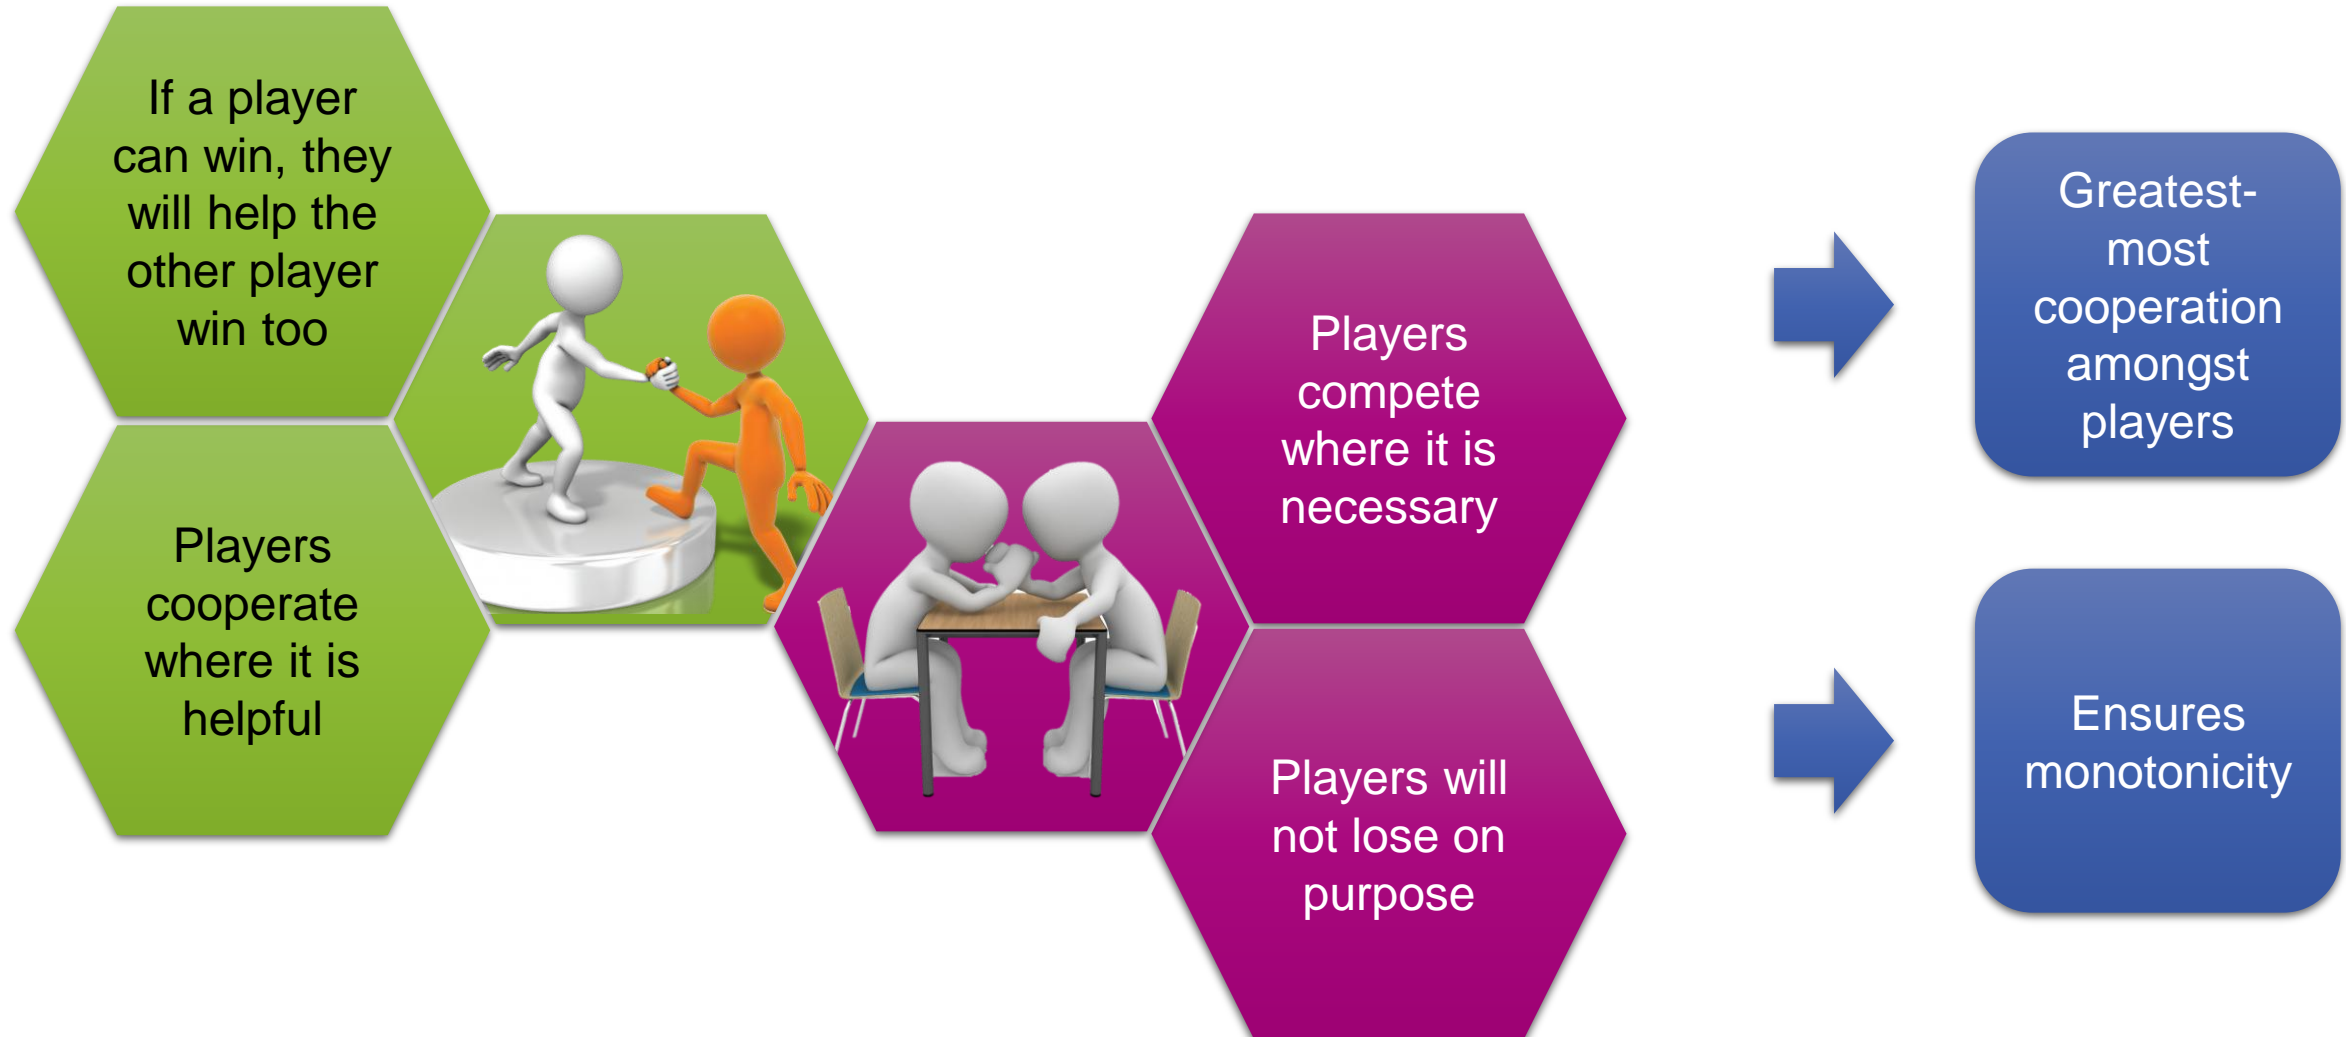 If a player
can win, they
will help the
other player
win too
Players
cooperate
where it is
helpful
Players
compete
where it is
necessary
Players will
not lose on
purpose
Greatest-
most
cooperation
amongst
players
Ensures
monotonicity